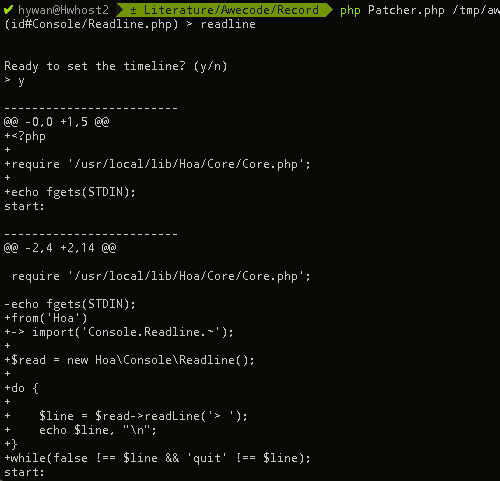 ✔ hywan@Hwhost2 ± Literature/Awecode/Record php Patcher.php /tmp/aw
(id#Console/Readline.php) > readline
Ready to set the timeline? (y/n)
> y
-------------------------
@@ -0,0 +1,5 @@
+<?php
+
+require '/usr/local/lib/Hoa/Core/Core.php';
+
+echo fgets(STDIN);
start:
-------------------------
@@ -2,4 +2,14 @@
 require '/usr/local/lib/Hoa/Core/Core.php';
-echo fgets(STDIN);
+from('Hoa')
+-> import('Console.Readline.~');
+
+$read = new Hoa\Console\Readline();
+
+do {
+
+    $line = $read->readLine('> ');
+    echo $line, "\n";
+}
+while(false !== $line && 'quit' !== $line);
start: